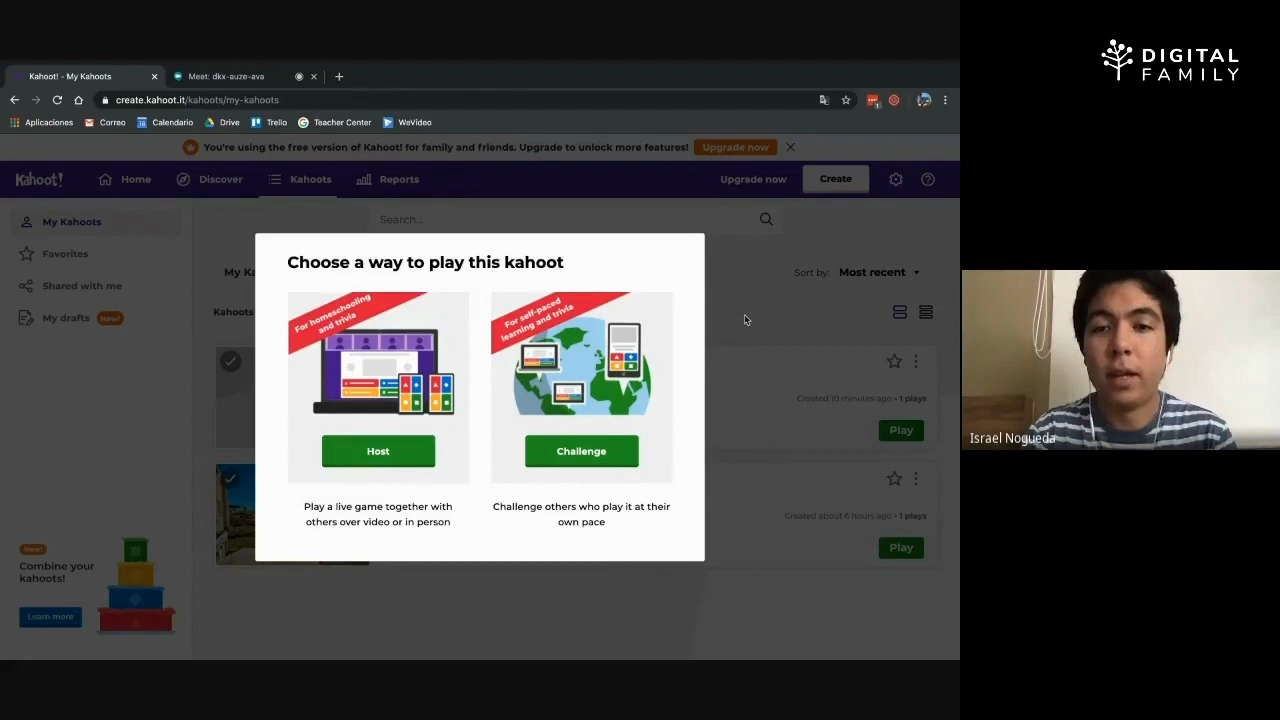 DIGITAL
FAMILY
Kahoot! - My Kahoots
Meet: dkx-auze-ava
create.kahoot.it/kahoots/my-kahoots
Aplicaciones
Correo
Calendario
Drive
Trello
Teacher Center
WeVideo
You're using the free version of Kahoot! for family and friends. Upgrade to unlock more features!
Upgrade now
Kahoot!
Home
Discover
Kahoots
Reports
Upgrade now
Create
My Kahoots
Favorites
Shared with me
My drafts
New!
Search...
My Ka
Sort by: Most recent
Kahoots
Choose a way to play this kahoot
For homeschooling
and trivia
For self-paced
learning and trivia
Host
Challenge
Play a live game together with
others over video or in person
Challenge others who play it at their
own pace
Created 10 minutes ago • 1 plays
Play
Created about 6 hours ago • 1 plays
Play
New!
Combine your
kahoots!
Learn more
Israel Nogueda